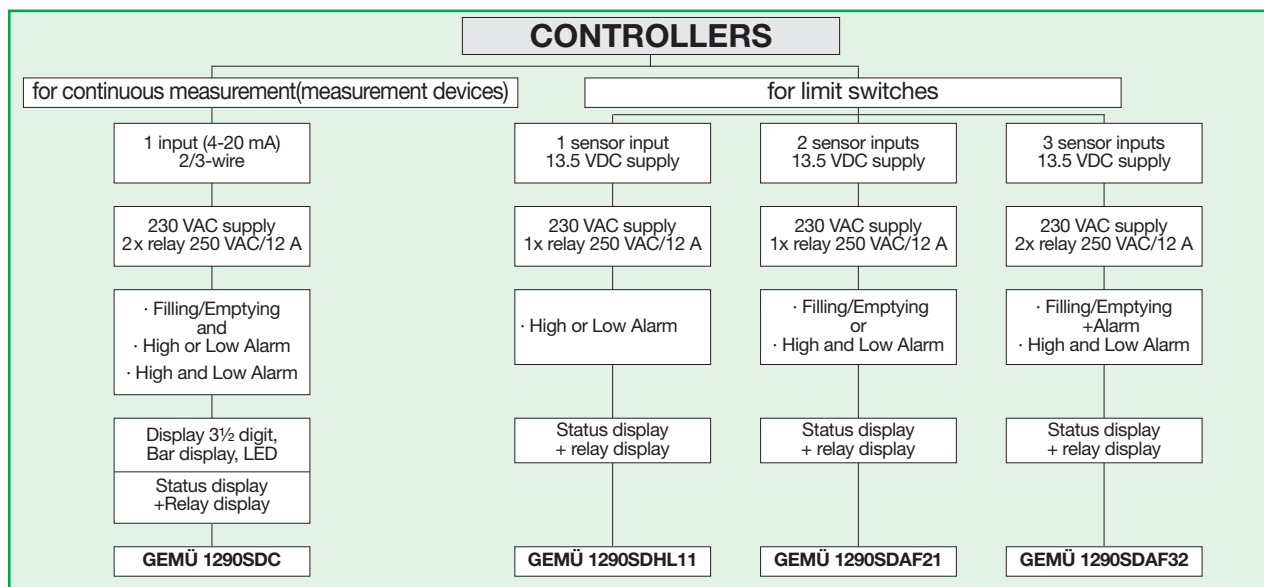 CONTROLLERS
for continuous measurement(measurement devices)
for limit switches
1 input (4-20 mA)
2/3-wire
1 sensor input
13.5 VDC supply
2 sensor inputs
13.5 VDC supply
3 sensor inputs
13.5 VDC supply
230 VAC supply
2x relay 250 VAC/12 A
230 VAC supply
1x relay 250 VAC/12 A
230 VAC supply
1x relay 250 VAC/12 A
230 VAC supply
2x relay 250 VAC/12 A
· Filling/Emptying
and
· High or Low Alarm
· High and Low Alarm
· High or Low Alarm
· Filling/Emptying
or
· High and Low Alarm
· Filling/Emptying
+Alarm
· High and Low Alarm
Display 3½ digit,
Bar display, LED
Status display
+Relay display
Status display
+ relay display
Status display
+ relay display
Status display
+ relay display
GEMÜ 1290SDC
GEMÜ 1290SDHL11
GEMÜ 1290SDAF21
GEMÜ 1290SDAF32